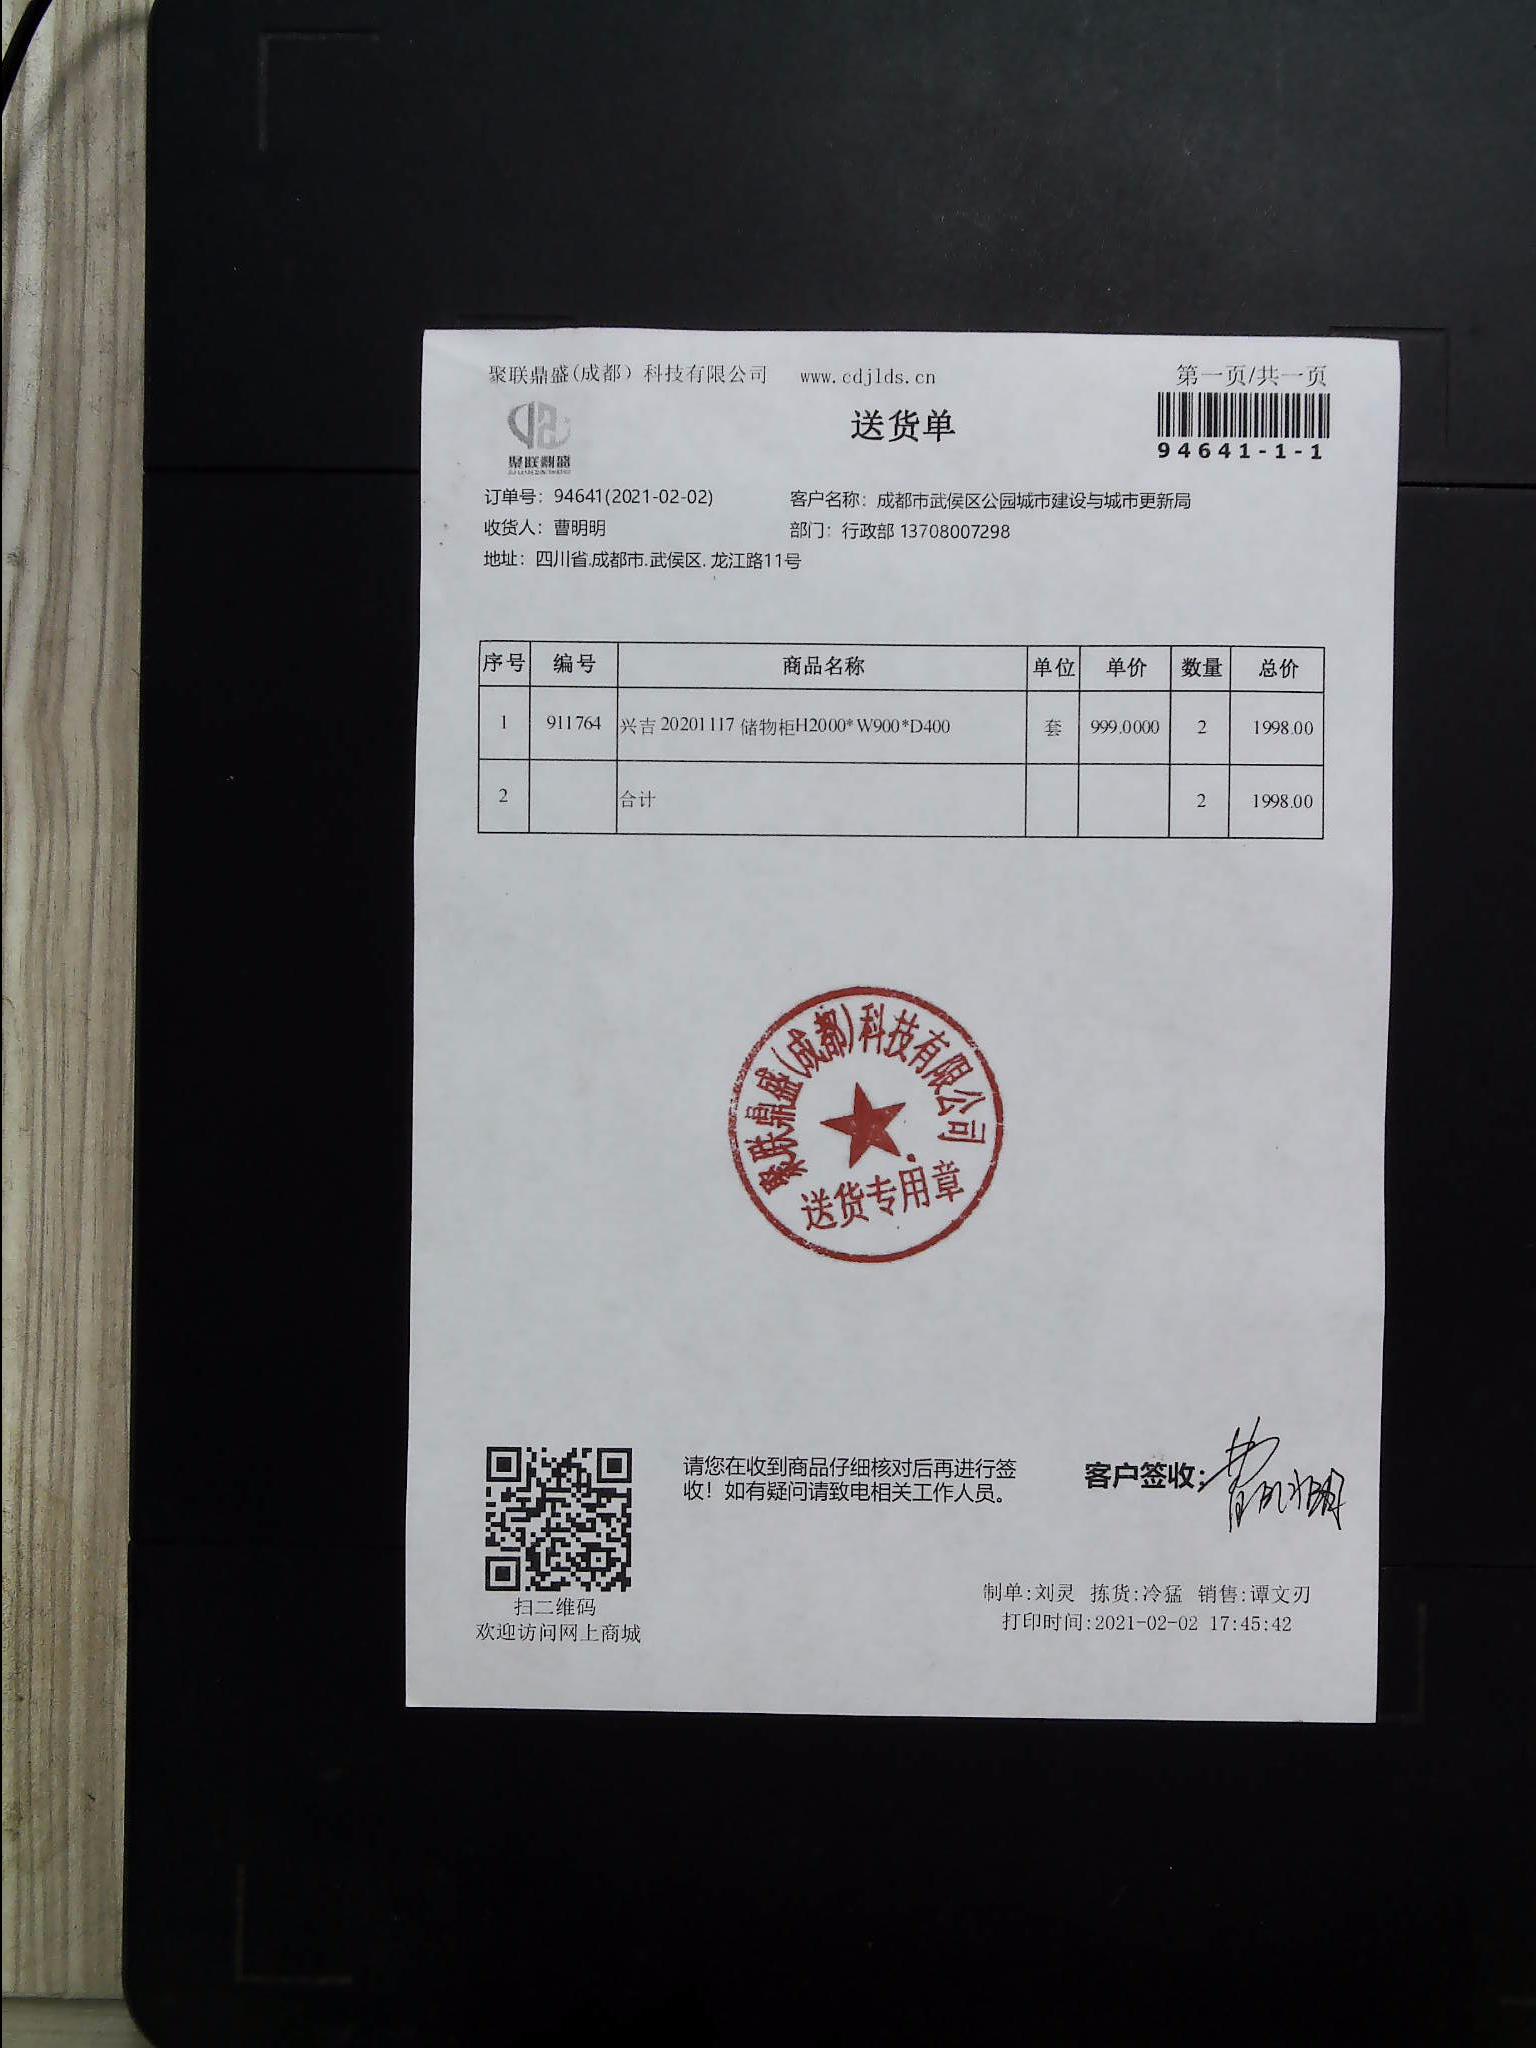 聚联鼎盛(成都）科技有限公司 www.cdjlds.cn
第一页/共一页
送货单
聚联鼎盛
94641-1-1
订单号：94641(2021-02-02)
客户名称：成都市武侯区公园城市建设与城市更新局
收货人：曹明明
部门：行政部 13708007298
地址：四川省.成都市.武侯区.龙江路11号
序号 编号 商品名称 单位 单价 数量 总价
1 911764 兴吉 20201117 储物柜H2000*W900*D400 套 999.0000 2 1998.00
2 合计 2 1998.00
聚联鼎盛(成都)科技有限公司
送货专用章
请您在收到商品仔细核对后再进行签
收！如有疑问请致电相关工作人员。
客户签收：
扫二维码
欢迎访问网上商城
制单:刘灵 拣货:冷猛 销售:谭文刃
打印时间:2021-02-02 17:45:42